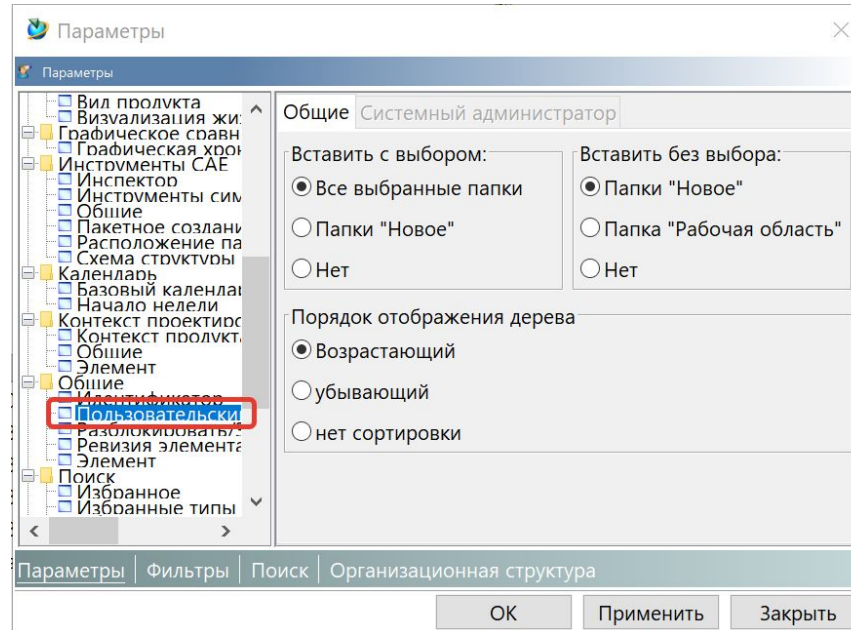 Параметры
Параметры
Вид продукта
Визуализация жи
Графическое сравн
Графическая хрон
Инструменты CAE
Инспектор
Инструменты сим
Общие
Пакетное создани
Расположение па
Схема структуры
Календарь
Базовый календар
Начало недели
Контекст проектиро
Контекст продукт
Общие
Элемент
Общие
Идентификатор
Пользовательски
Разблокировать/
Ревизия элемента
Элемент
Поиск
Избранное
Избранные типы
Общие Системный администратор
Вставить с выбором: Вставить без выбора:
Все выбранные папки Папки "Новое"
Папки "Новое" Папка "Рабочая область"
Нет Нет
Порядок отображения дерева
Возрастающий
убывающий
нет сортировки
Параметры Фильтры Поиск Организационная структура
ОК Применить Закрыть